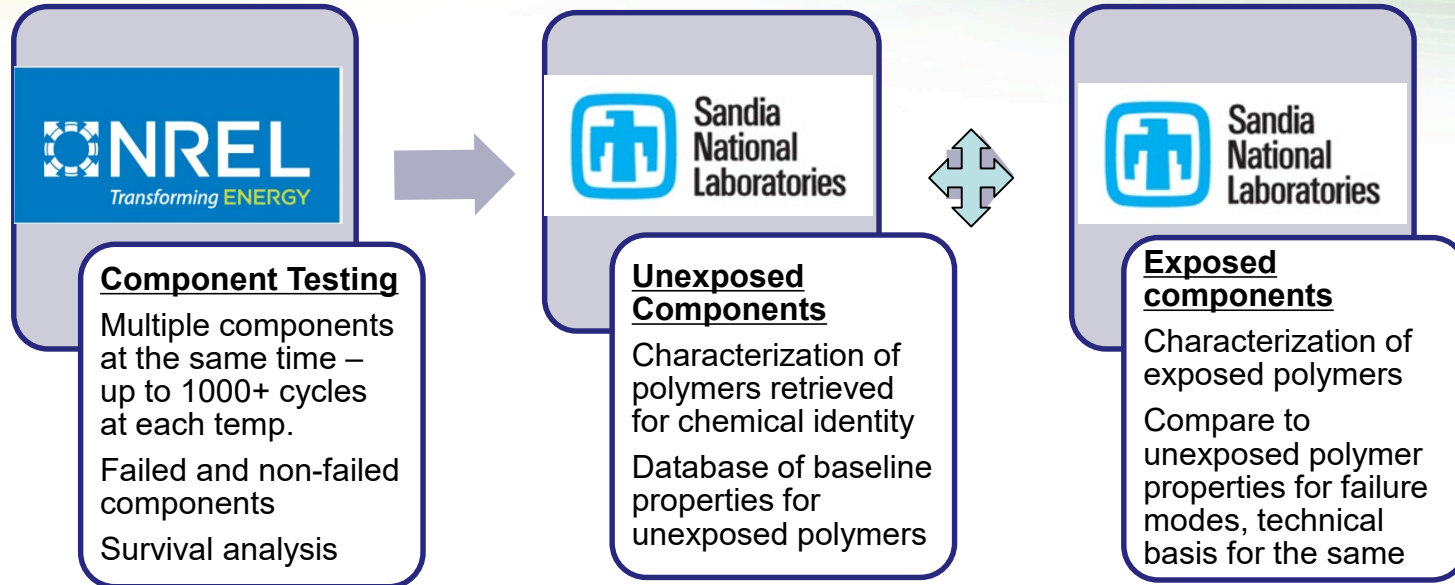 NREL
Transforming ENERGY
Component Testing
Multiple components
at the same time –
up to 1000+ cycles
at each temp.
Failed and non-failed
components
Survival analysis
Sandia
National
Laboratories
Unexposed
Components
Characterization of
polymers retrieved
for chemical identity
Database of baseline
properties for
unexposed polymers
Sandia
National
Laboratories
Exposed
components
Characterization of
exposed polymers
Compare to
unexposed polymer
properties for failure
modes, technical
basis for the same